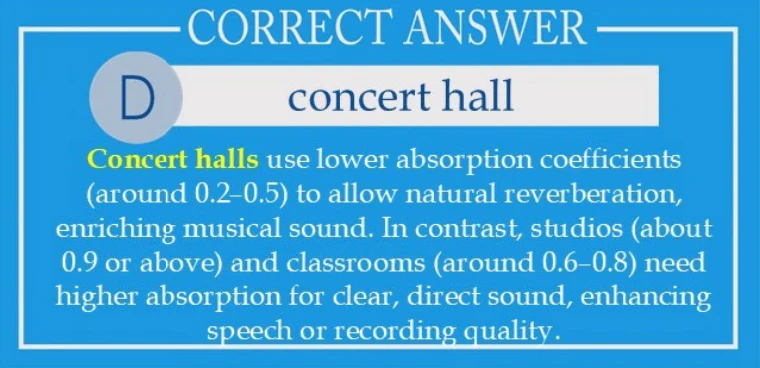 CORRECT ANSWER
D
concert hall
Concert halls use lower absorption coefficients
(around 0.2–0.5) to allow natural reverberation,
enriching musical sound. In contrast, studios (about
0.9 or above) and classrooms (around 0.6–0.8) need
higher absorption for clear, direct sound, enhancing
speech or recording quality.